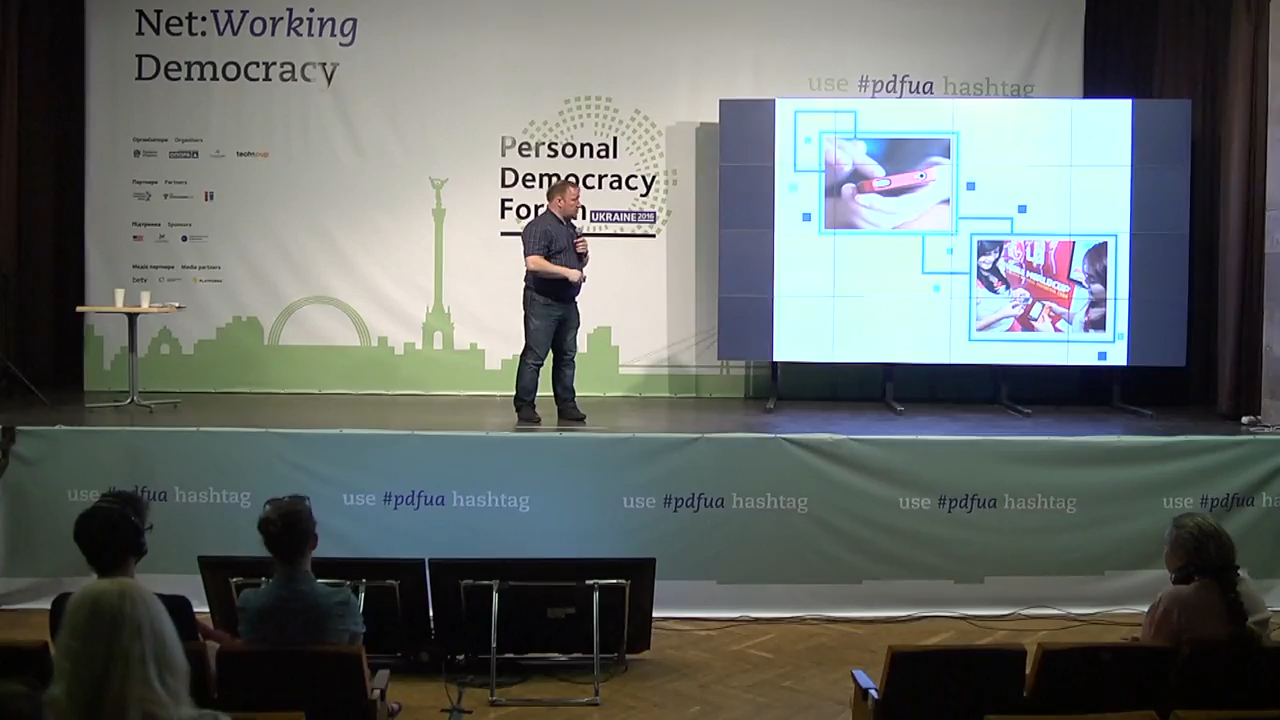 Net:Working
Democracy
use #pdfua hashtag
Організатори Organisers
techsoup
Партнери Partners
Підтримка Sponsors
Медіа партнери Media partners
Personal
Democracy
Forum
UKRAINE 2016
use #pdfua hashtag
use #pdfua hashtag
use #pdfua hashtag
use #pdfua hashtag
use #pdfua